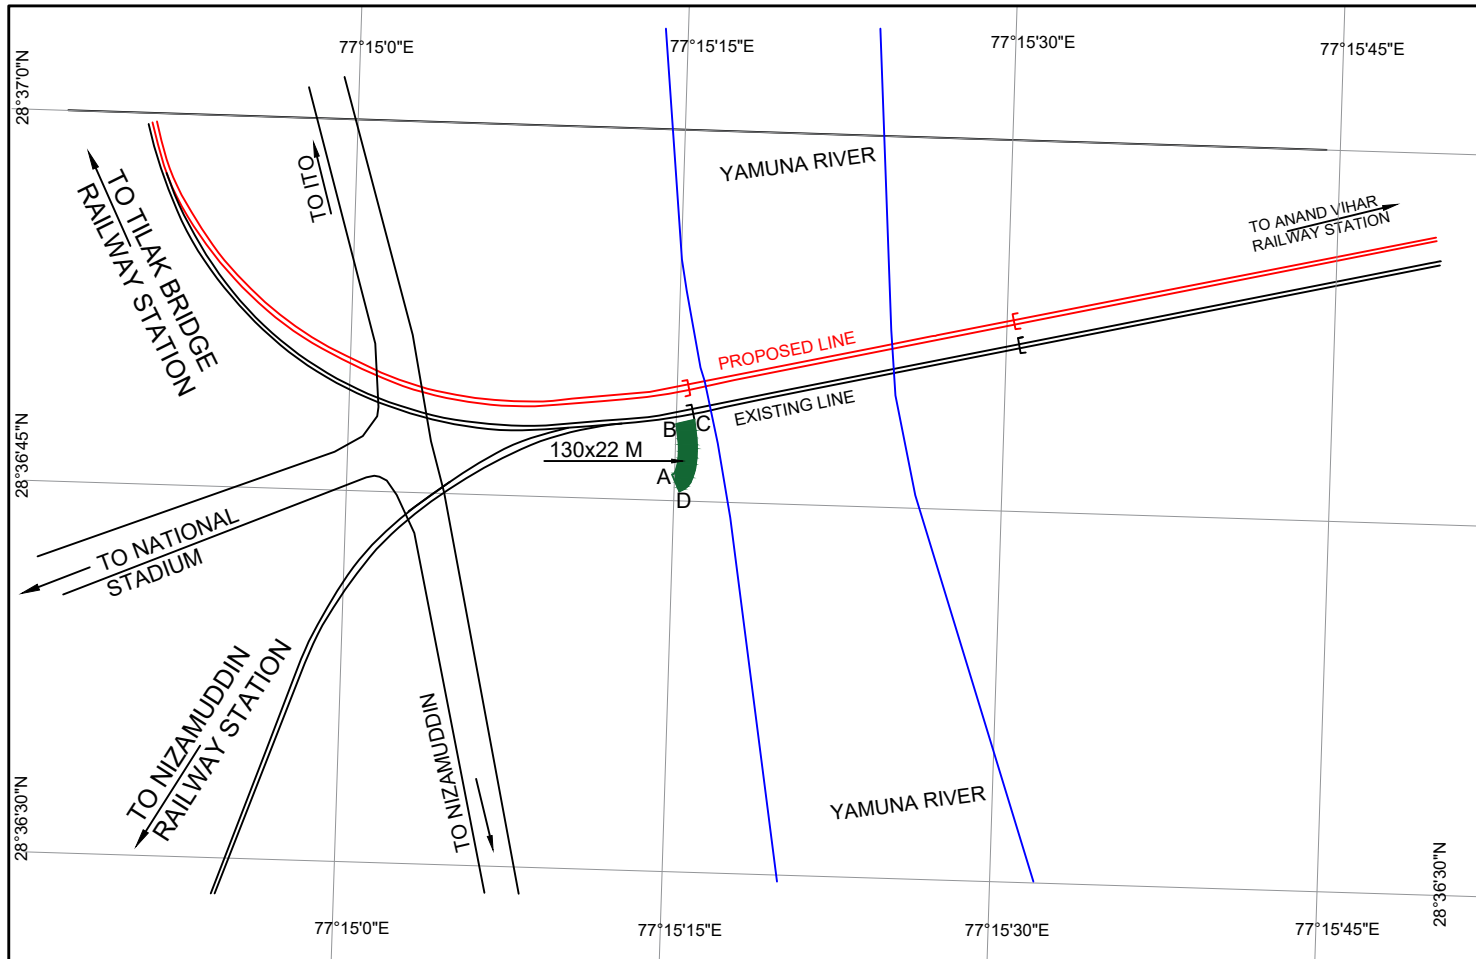 77°15'0"E
77°15'15"E
77°15'30"E
77°15'45"E
28°37'0"N
YAMUNA RIVER
TO ITO
TO TILAK BRIDGE
RAILWAY STATION
TO ANAND VIHAR
RAILWAY STATION
PROPOSED LINE
EXISTING LINE
B
C
130x22 M
A
D
28°36'45"N
TO NATIONAL
STADIUM
TO NIZAMUDDIN
RAILWAY STATION
TO NIZAMUDDIN
YAMUNA RIVER
28°36'30"N
28°36'30"N
77°15'0"E
77°15'15"E
77°15'30"E
77°15'45"E